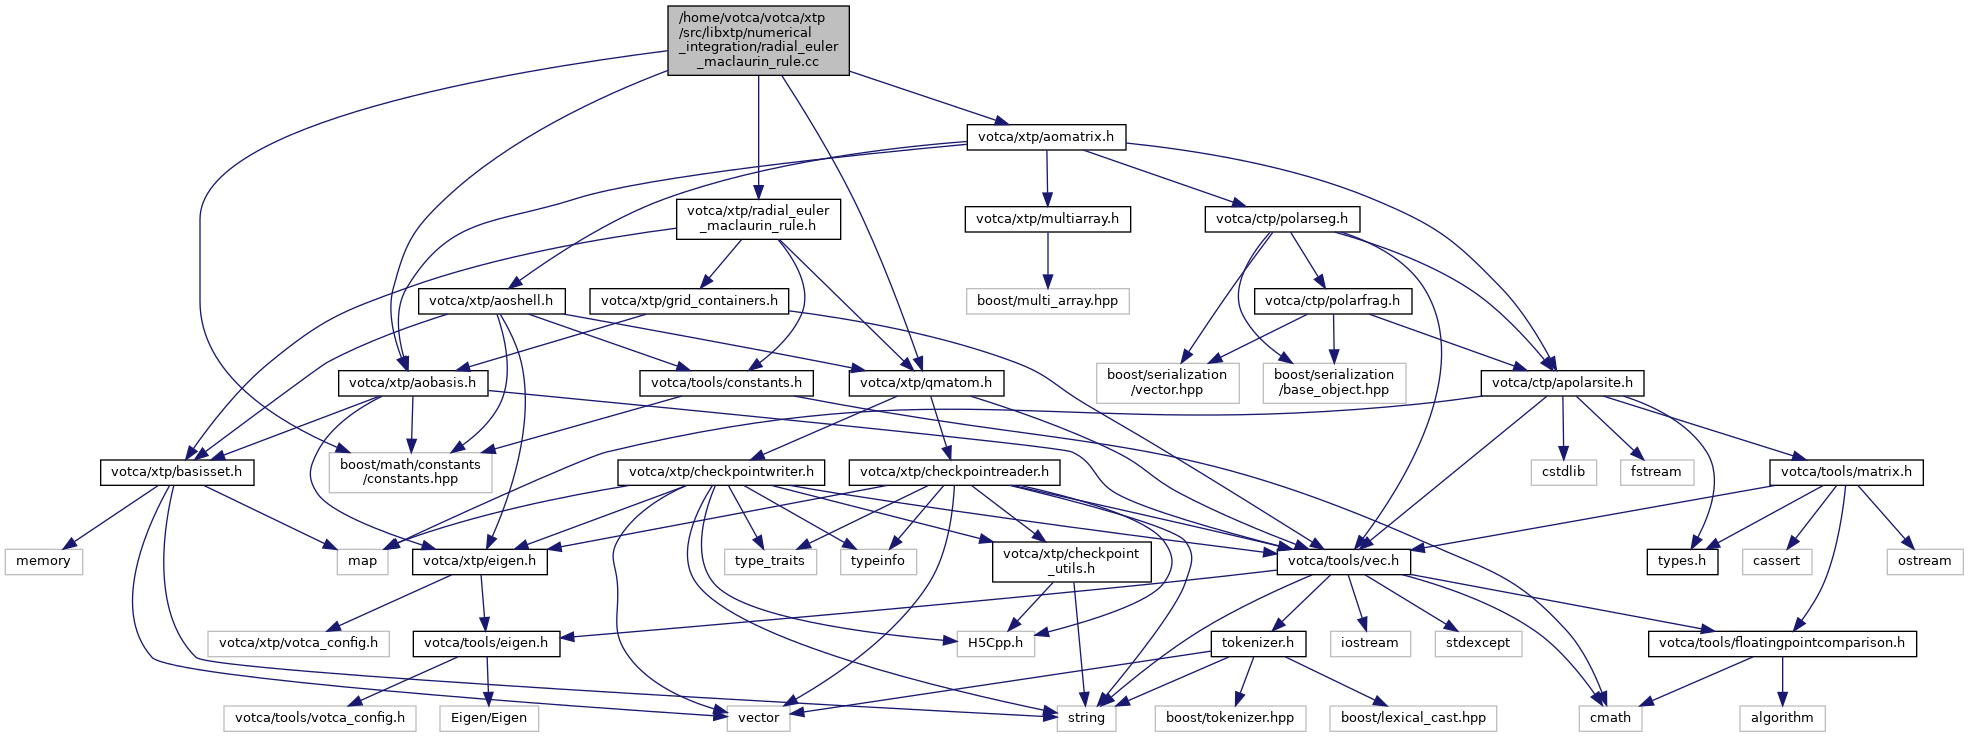 /home/votca/votca/xtp
/src/libxtp/numerical
_integration/radial_euler
_maclaurin_rule.cc
votca/xtp/aomatrix.h
votca/xtp/radial_euler
_maclaurin_rule.h
votca/xtp/multiarray.h
votca/ctp/polarseg.h
votca/xtp/aoshell.h
votca/xtp/grid_containers.h
boost/multi_array.hpp
votca/ctp/polarfrag.h
votca/xtp/aobasis.h
votca/tools/constants.h
votca/xtp/qmatom.h
boost/serialization
/vector.hpp
boost/serialization
/base_object.hpp
votca/ctp/apolarsite.h
votca/xtp/basisset.h
boost/math/constants
/constants.hpp
votca/xtp/checkpointwriter.h
votca/xtp/checkpointreader.h
cstdlib
fstream
votca/tools/matrix.h
memory
map
votca/xtp/eigen.h
type_traits
typeinfo
votca/xtp/checkpoint
_utils.h
votca/tools/vec.h
types.h
cassert
ostream
votca/xtp/votca_config.h
votca/tools/eigen.h
H5Cpp.h
tokenizer.h
iostream
stdexcept
votca/tools/floatingpointcomparison.h
votca/tools/votca_config.h
Eigen/Eigen
vector
string
boost/tokenizer.hpp
boost/lexical_cast.hpp
cmath
algorithm